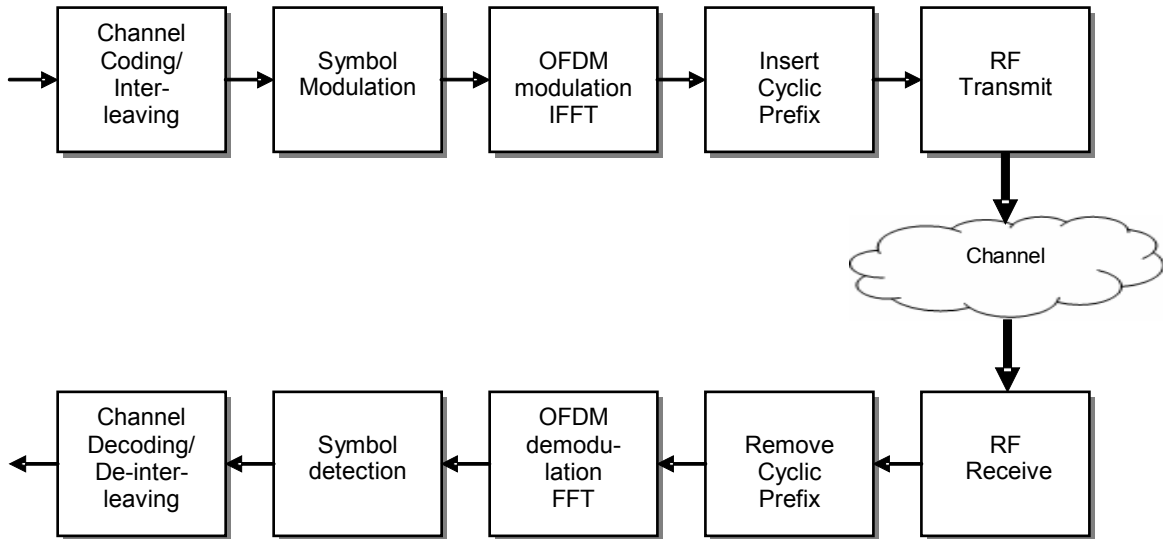 Channel
Coding/
Inter-
leaving
Symbol
Modulation
OFDM
modulation
IFFT
Insert
Cyclic
Prefix
RF
Transmit
Channel
Channel
Decoding/
De-inter-
leaving
Symbol
detection
OFDM
demodu-
lation
FFT
Remove
Cyclic
Prefix
RF
Receive